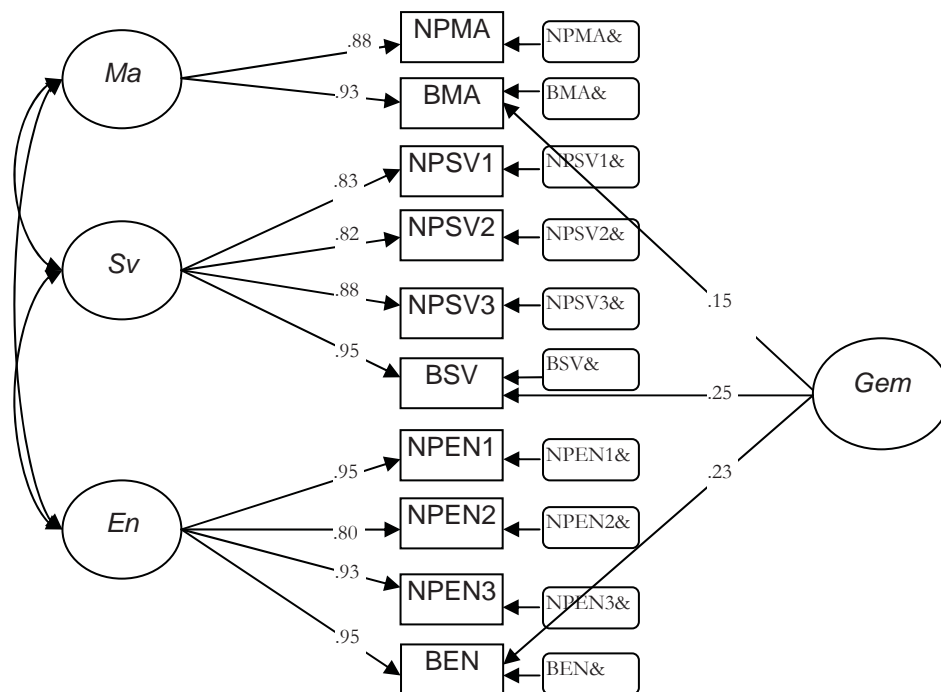 Ma
.88
NPMA
NPMA&
.93
BMA
BMA&
.83
NPSV1
NPSV1&
Sv
.82
NPSV2
NPSV2&
.88
NPSV3
NPSV3&
.95
BSV
BSV&
.15
.25
.23
Gem
En
.95
NPEN1
NPEN1&
.80
NPEN2
NPEN2&
.93
NPEN3
NPEN3&
.95
BEN
BEN&